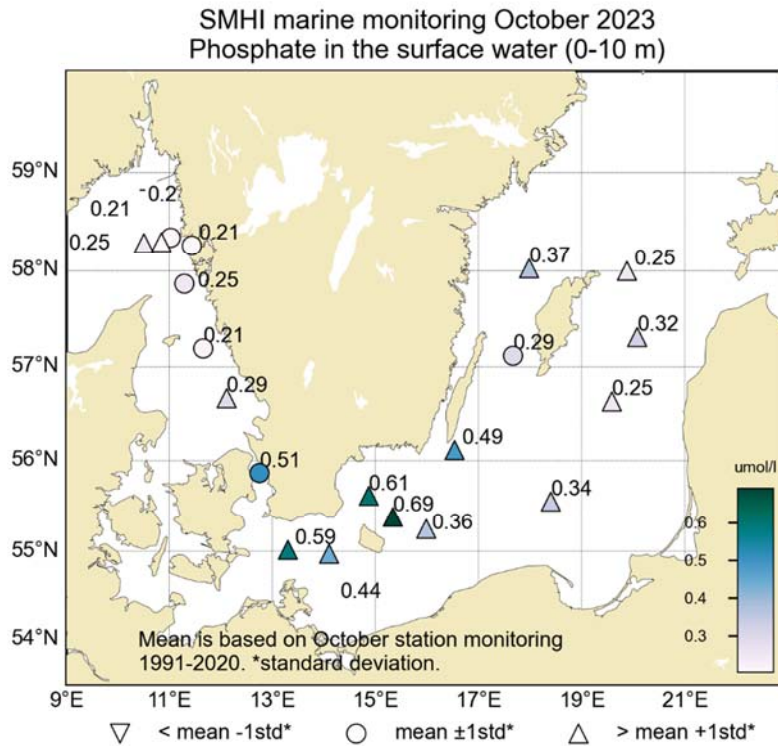 SMHI marine monitoring October 2023
Phosphate in the surface water (0-10 m)
59°N
58°N
57°N
56°N
55°N
54°N
-0.2
0.21
0.25
0.21
0.25
0.21
0.29
0.51
0.37
0.25
0.32
0.29
0.25
0.49
0.61
0.69
0.36
0.34
0.59
0.44
umol/l
0.6
0.5
0.4
0.3
Mean is based on October station monitoring
1991-2020. *standard deviation.
9°E 11°E 13°E 15°E 17°E 19°E 21°E
< mean -1std* mean ±1std* > mean +1std*